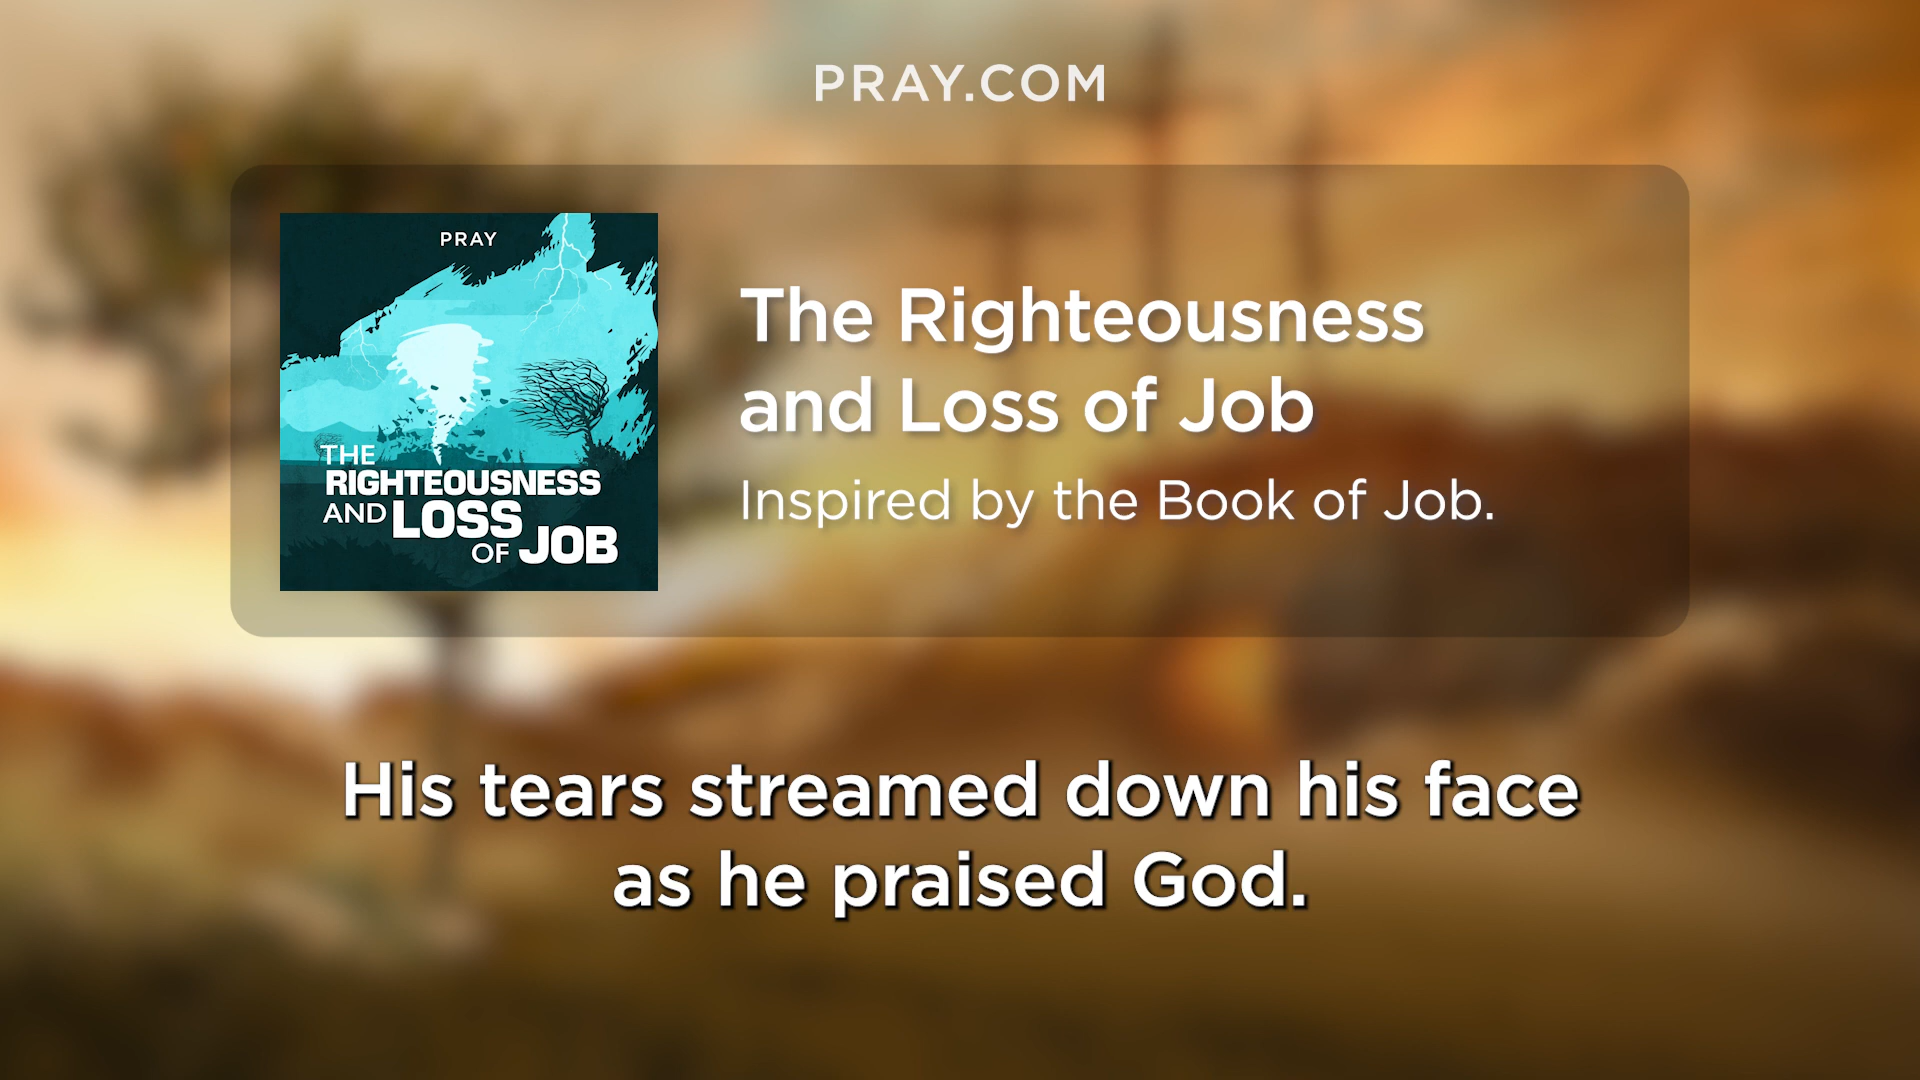 PRAY.COM
PRAY
THE
RIGHTEOUSNESS
AND LOSS
OF JOB
The Righteousness
and Loss of Job
Inspired by the Book of Job.
His tears streamed down his face
as he praised God.